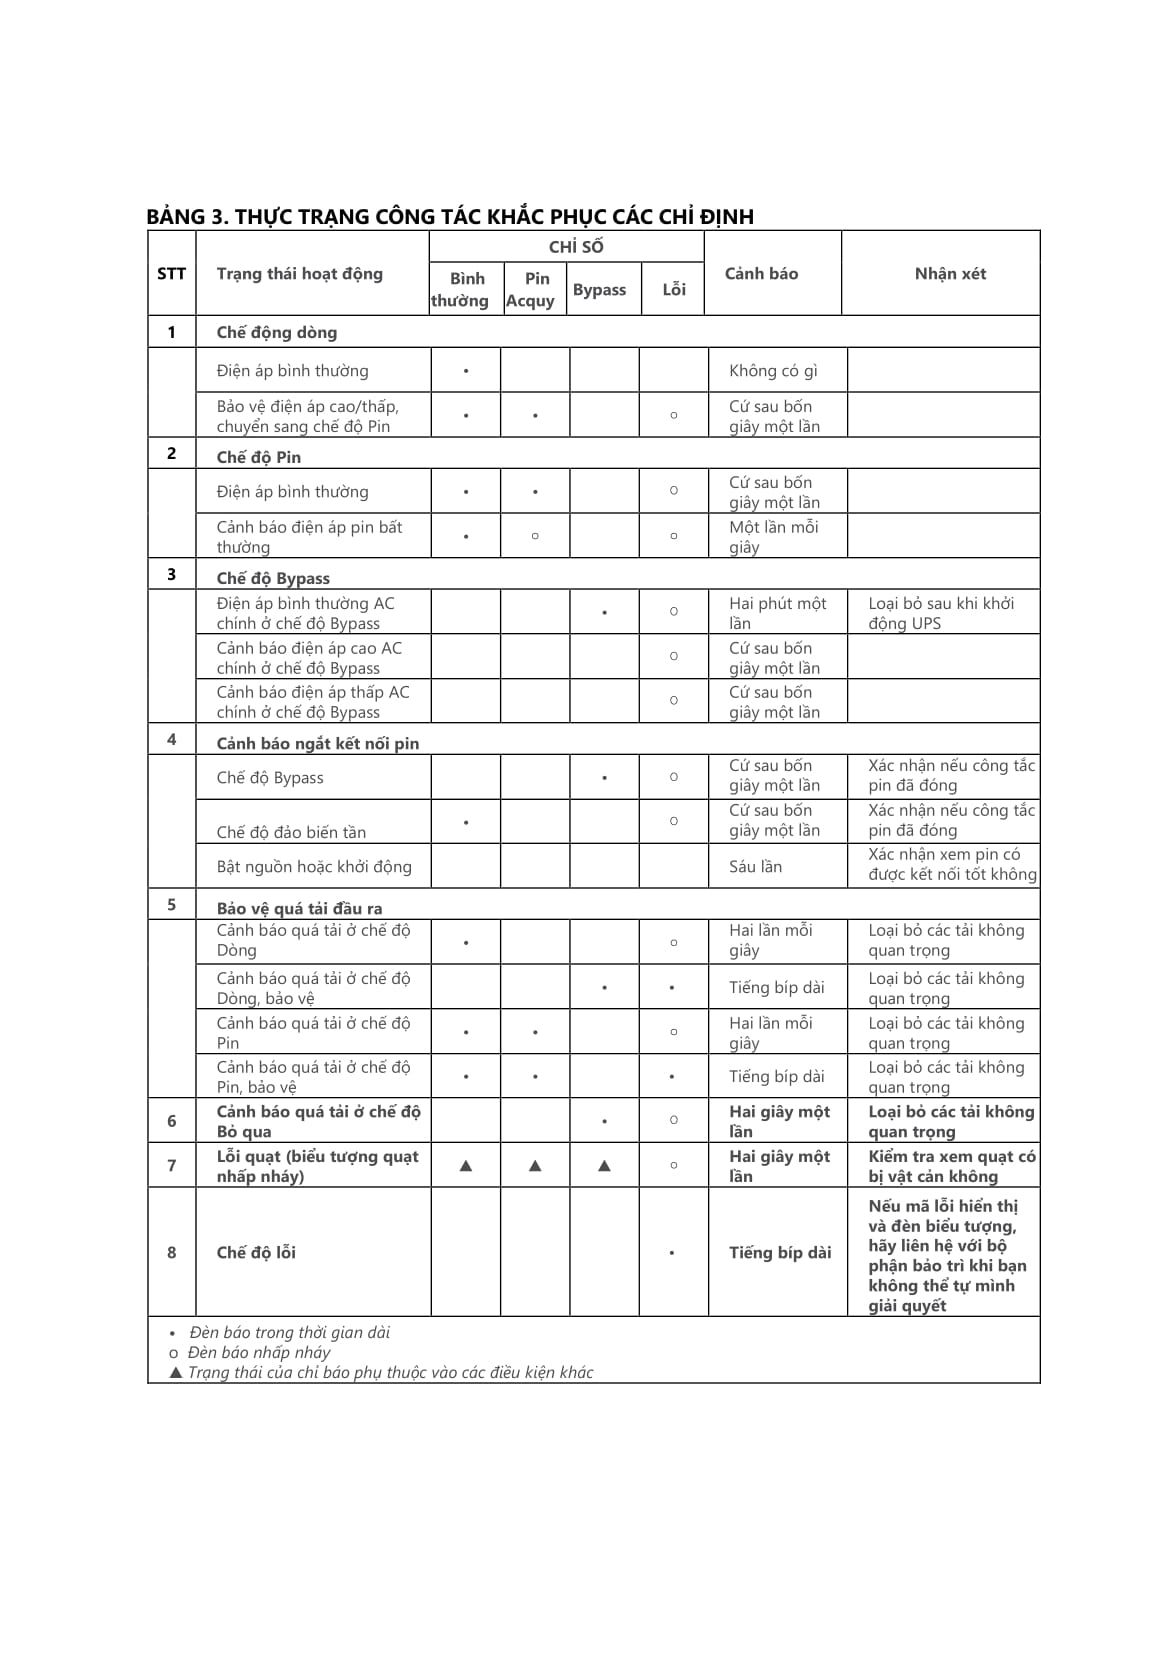 BẢNG 3. THỰC TRẠNG CÔNG TÁC KHẮC PHỤC CÁC CHỈ ĐỊNH
STT Trạng thái hoạt động CHỈ SỐ Cảnh báo Nhận xét
Bình thường Pin Acquy Bypass Lỗi
1 Chế động dòng
Điện áp bình thường • Không có gì
Bảo vệ điện áp cao/thấp, • • ○ Cứ sau bốn
chuyển sang chế độ Pin giây một lần
2 Chế độ Pin
Điện áp bình thường • • ○ Cứ sau bốn
giây một lần
Cảnh báo điện áp pin bất • ○ ○ Một lần mỗi
thường giây
3 Chế độ Bypass
Điện áp bình thường AC • ○ Hai phút một Loại bỏ sau khi khởi
chính ở chế độ Bypass lần động UPS
Cảnh báo điện áp cao AC ○ Cứ sau bốn
chính ở chế độ Bypass giây một lần
Cảnh báo điện áp thấp AC ○ Cứ sau bốn
chính ở chế độ Bypass giây một lần
4 Cảnh báo ngắt kết nối pin
Chế độ Bypass • ○ Cứ sau bốn Xác nhận nếu công tắc
giây một lần pin đã đóng
Chế độ đảo biến tần • ○ Cứ sau bốn Xác nhận nếu công tắc
giây một lần pin đã đóng
Bật nguồn hoặc khởi động Sáu lần Xác nhận xem pin có
được kết nối tốt không
5 Bảo vệ quá tải đầu ra
Cảnh báo quá tải ở chế độ • ○ Hai lần mỗi Loại bỏ các tải không
Dòng giây quan trọng
Cảnh báo quá tải ở chế độ • • Tiếng bíp dài Loại bỏ các tải không
Dòng, bảo vệ quan trọng
Cảnh báo quá tải ở chế độ • • ○ Hai lần mỗi Loại bỏ các tải không
Pin giây quan trọng
Cảnh báo quá tải ở chế độ • • • Tiếng bíp dài Loại bỏ các tải không
Pin, bảo vệ quan trọng
6 Cảnh báo quá tải ở chế độ • ○ Hai giây một Loại bỏ các tải không
Bỏ qua lần quan trọng
7 Lỗi quạt (biểu tượng quạt ▲ ▲ ▲ ○ Hai giây một Kiểm tra xem quạt có
nhấp nháy) lần bị vật cản không
8 Chế độ lỗi • Tiếng bíp dài Nếu mã lỗi hiển thị
và đèn biểu tượng,
hãy liên hệ với bộ
phận bảo trì khi bạn
không thể tự mình
giải quyết
• Đèn báo trong thời gian dài
o Đèn báo nhấp nháy
▲ Trạng thái của chỉ báo phụ thuộc vào các điều kiện khác